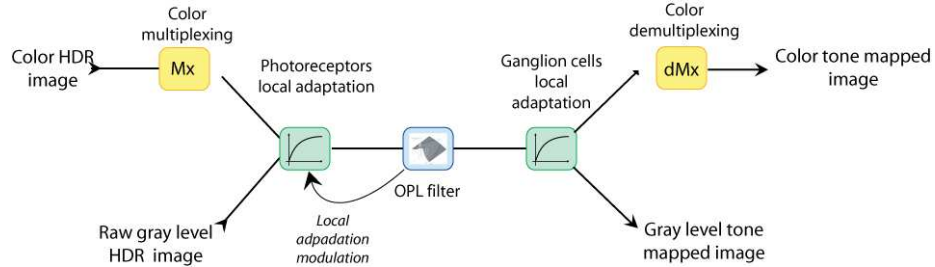 Color
multiplexing
Color HDR
image
Mx
Photoreceptors
local adaptation
Ganglion cells
local
adaptation
Color
demultiplexing
dMx
Color tone mapped
image
OPL filter
Local
adpadation
modulation
Raw gray level
HDR image
Gray level tone
mapped image